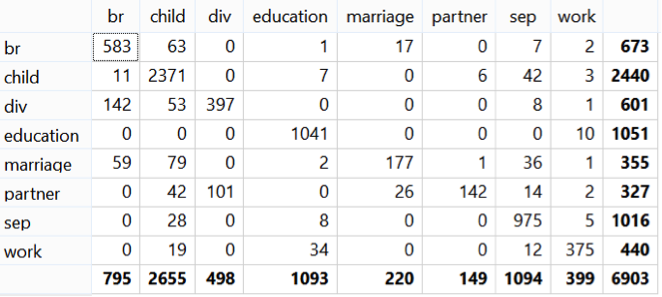 br child div education marriage partner sep work
br 583 63 0 1 17 0 7 2 673
child 11 2371 0 7 0 6 42 3 2440
div 142 53 397 0 0 0 8 1 601
education 0 0 0 1041 0 0 0 10 1051
marriage 59 79 0 2 177 1 36 1 355
partner 0 42 101 0 26 142 14 2 327
sep 0 28 0 8 0 0 975 5 1016
work 0 19 0 34 0 0 12 375 440
795 2655 498 1093 220 149 1094 399 6903